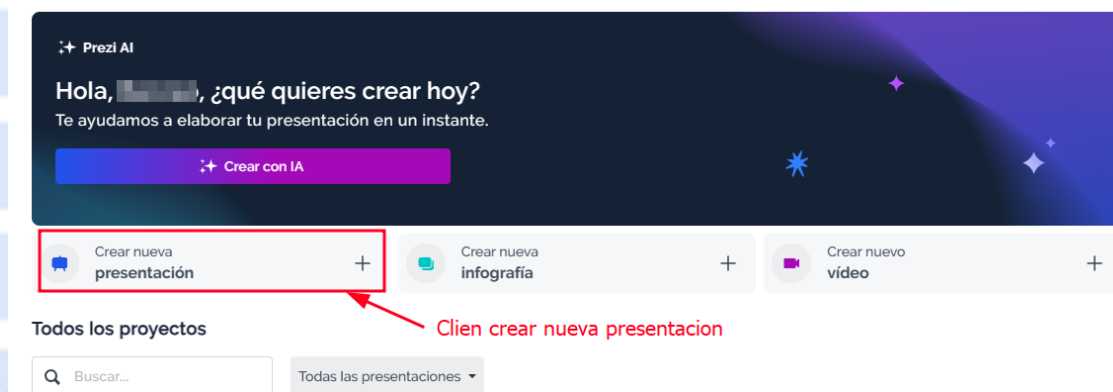 Prezi AI
Hola, , ¿qué quieres crear hoy?
Te ayudamos a elaborar tu presentación en un instante.
Crear con IA
Crear nueva
presentación
Crear nueva
infografía
Crear nuevo
vídeo
Clien crear nueva presentacion
Todos los proyectos
Buscar...
Todas las presentaciones